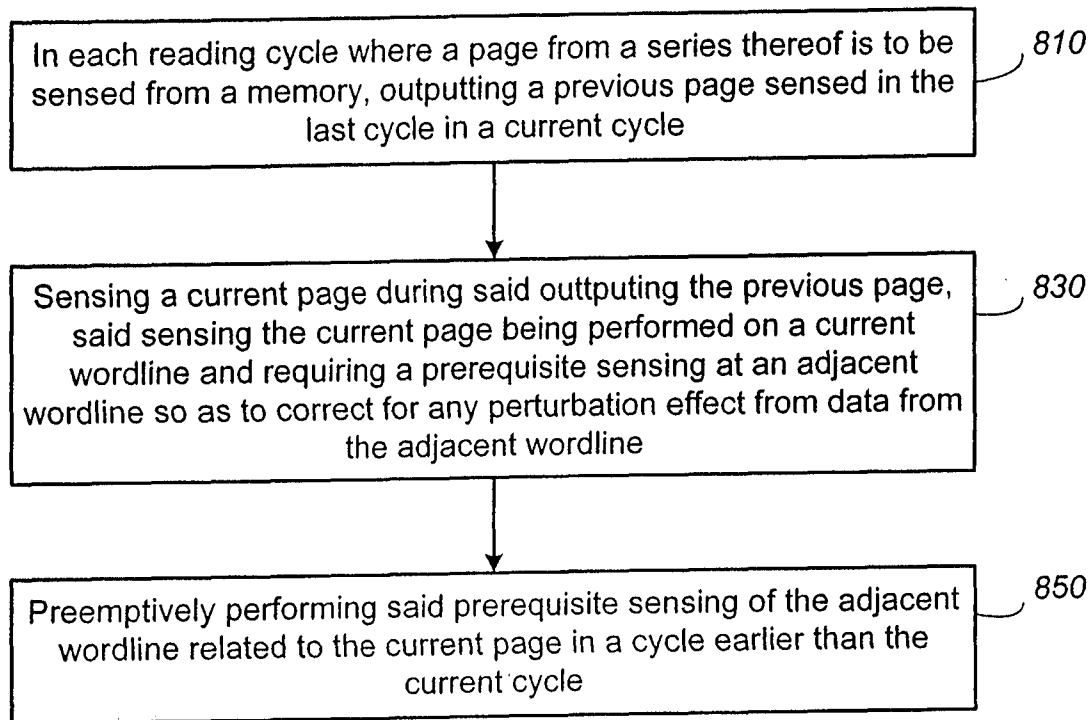 In each reading cycle where a page from a series thereof is to be
sensed from a memory, outputting a previous page sensed in the
last cycle in a current cycle
810
Sensing a current page during said outtputing the previous page,
said sensing the current page being performed on a current
wordline and requiring a prerequisite sensing at an adjacent
wordline so as to correct for any perturbation effect from data from
the adjacent wordline
830
Preemptively performing said prerequisite sensing of the adjacent
wordline related to the current page in a cycle earlier than the
current cycle
850